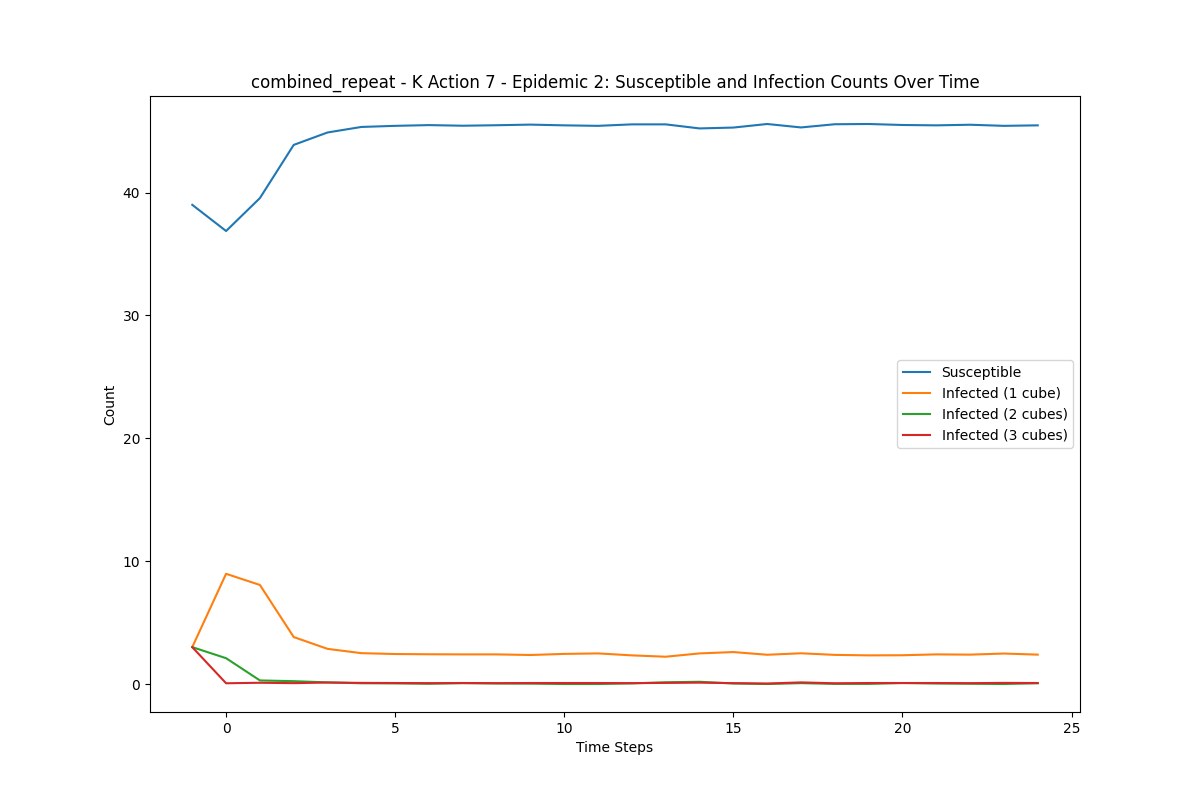 combined_repeat - K Action 7 - Epidemic 2: Susceptible and Infection Counts Over Time
Count
40
30
20
10
0
Susceptible
Infected (1 cube)
Infected (2 cubes)
Infected (3 cubes)
0 5 10 15 20 25
Time Steps